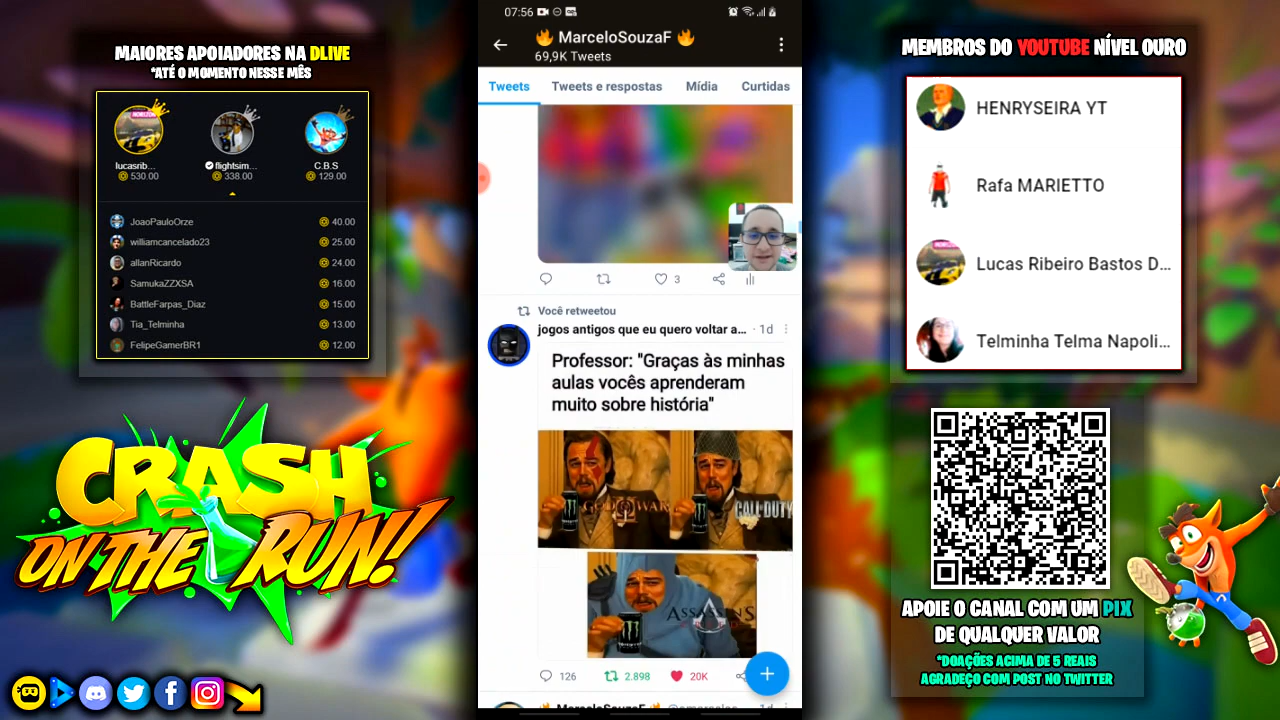 MAIORES APOIADORES NA DLIVE
*ATÉ O MOMENTO NESSE MÊS
lucasrib...
530.00
flightsim...
338.00
C.B.S
129.00
JoaoPauloOrze 40.00
williamcancelado23 25.00
allanRicardo 24.00
SamukaZZXSA 16.00
BattleFarpas_Diaz 15.00
Tia_Telminha 13.00
FelipeGamerBR1 12.00
CRASH
ON THE RUN!
07:56
🔥 MarceloSouzaF 🔥
69,9K Tweets
Tweets Tweets e respostas Mídia Curtidas
3
Você retweetou
jogos antigos que eu quero voltar a... · 1d
Professor: "Graças às minhas
aulas vocês aprenderam
muito sobre história"
GOD OF WAR
CALL OF DUTY
ASSASSINS
126 2.898 20K
MEMBROS DO YOUTUBE NÍVEL OURO
HENRYSEIRA YT
Rafa MARIETTO
Lucas Ribeiro Bastos D...
Telminha Telma Napoli...
APOIE O CANAL COM UM PIX
DE QUALQUER VALOR
*DOAÇÕES ACIMA DE 5 REAIS
AGRADEÇO COM POST NO TWITTER